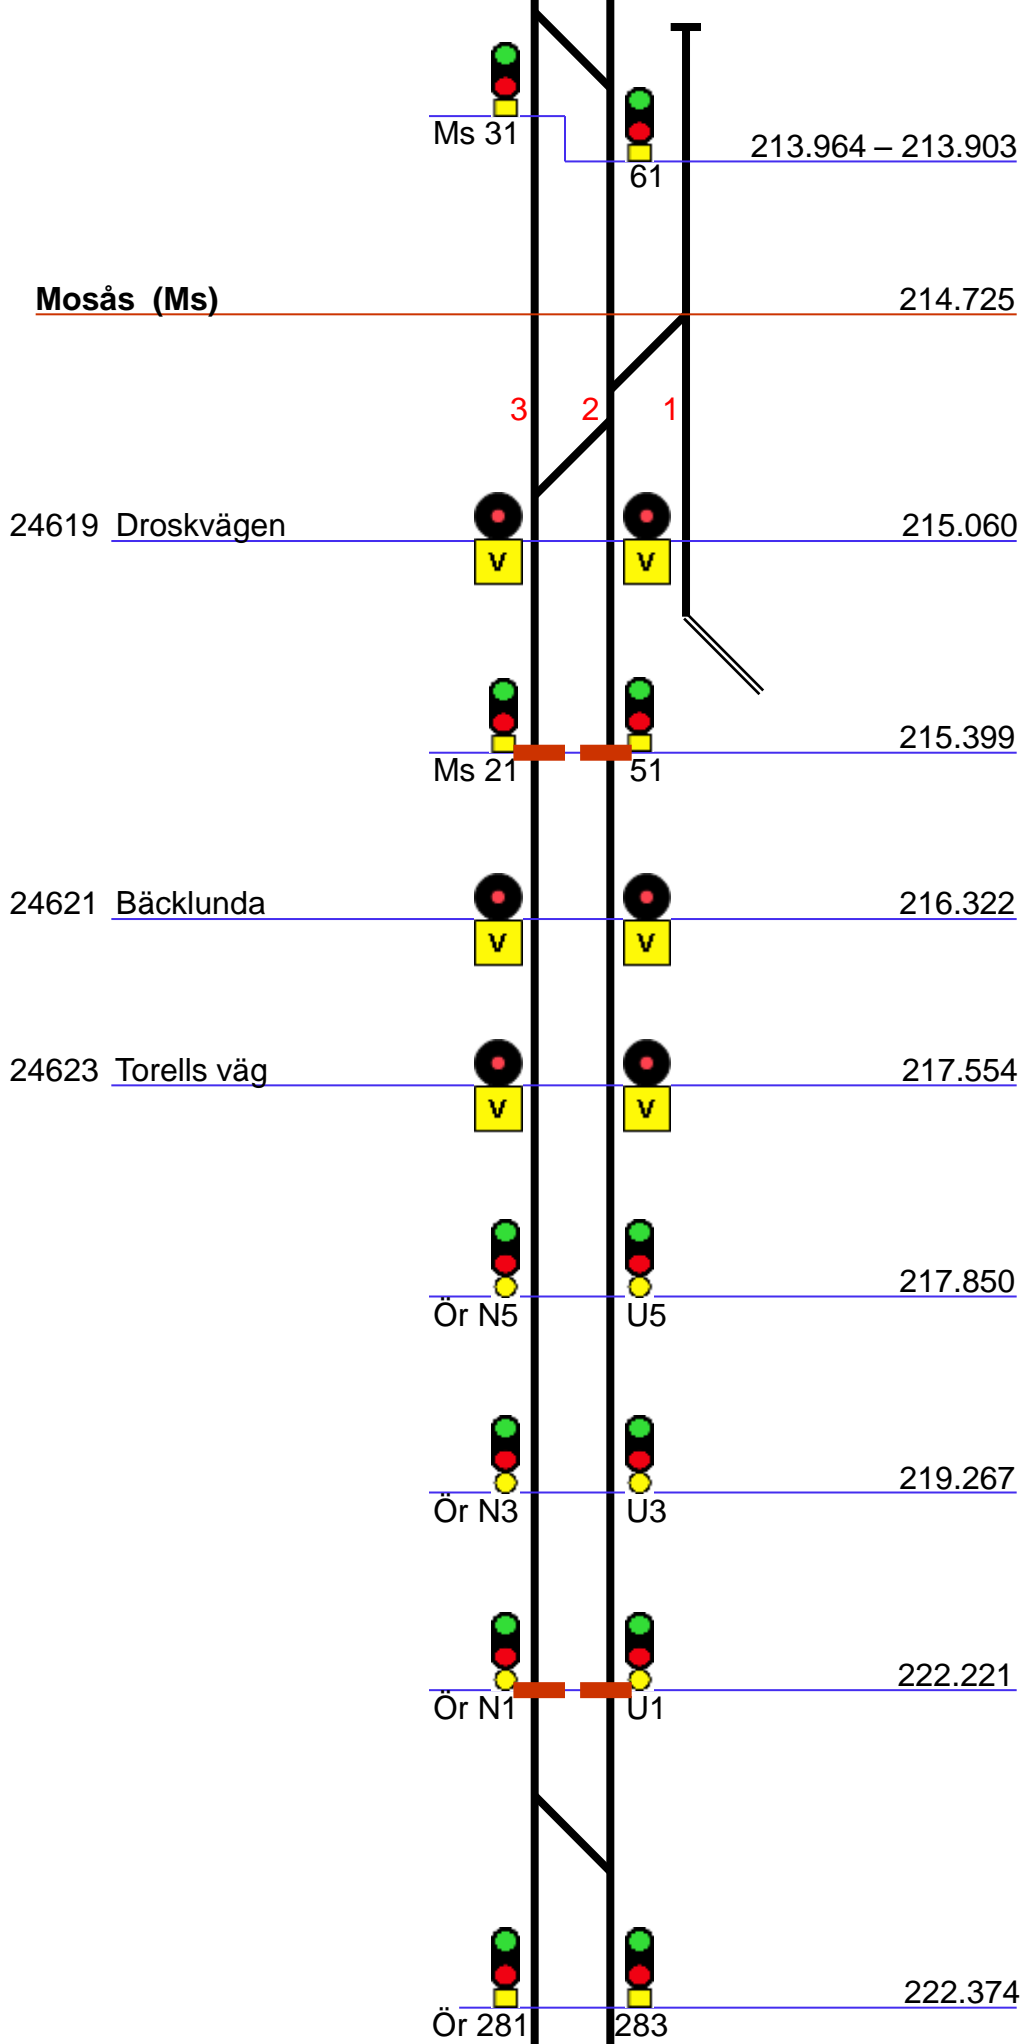 Ms 31
213.964 – 213.903
61
Mosås (Ms)
214.725
3 2 1
24619 Droskvägen
215.060
V V
215.399
Ms 21 51
24621 Bäcklunda
216.322
V V
24623 Torells väg
217.554
V V
217.850
Ör N5 U5
219.267
Ör N3 U3
222.221
Ör N1 U1
222.374
Ör 281 283